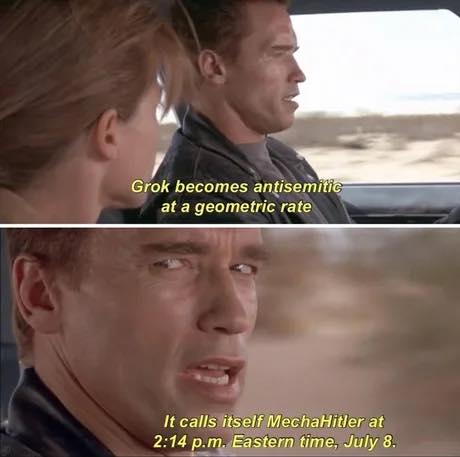 Grok becomes antisemitic
at a geometric rate
It calls itself MechaHitler at
2:14 p.m. Eastern time, July 8.